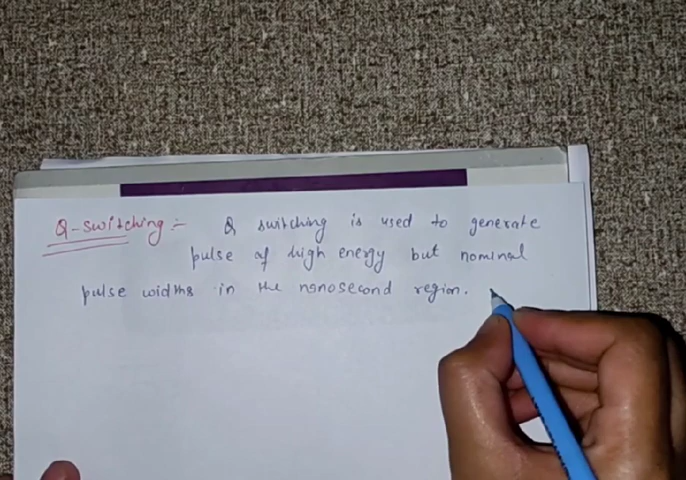 Q-switching :- Q switching is used to generate
pulse of high energy but nominal
pulse widths in the nanosecond region.